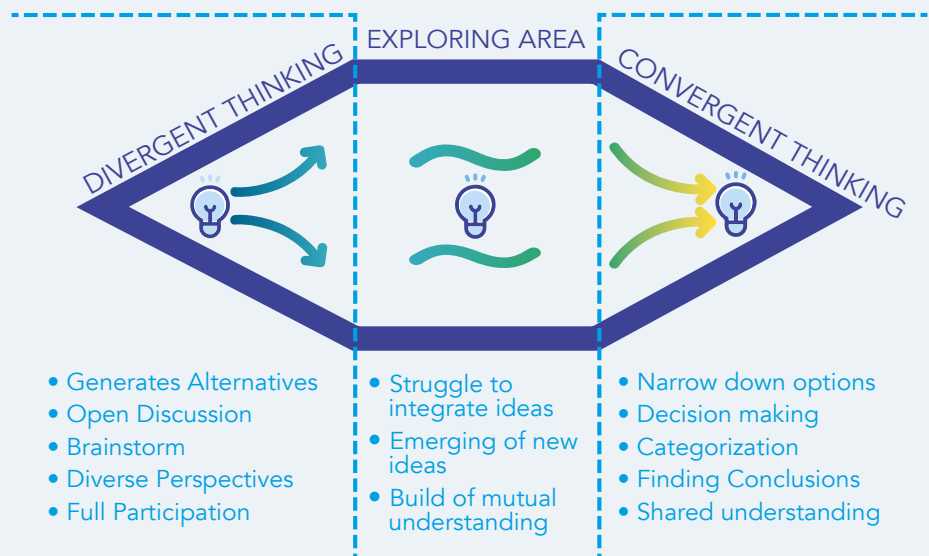 DIVERGENT THINKING
EXPLORING AREA
CONVERGENT THINKING
• Generates Alternatives
• Open Discussion
• Brainstorm
• Diverse Perspectives
• Full Participation
• Struggle to
integrate ideas
• Emerging of new
ideas
• Build of mutual
understanding
• Narrow down options
• Decision making
• Categorization
• Finding Conclusions
• Shared understanding